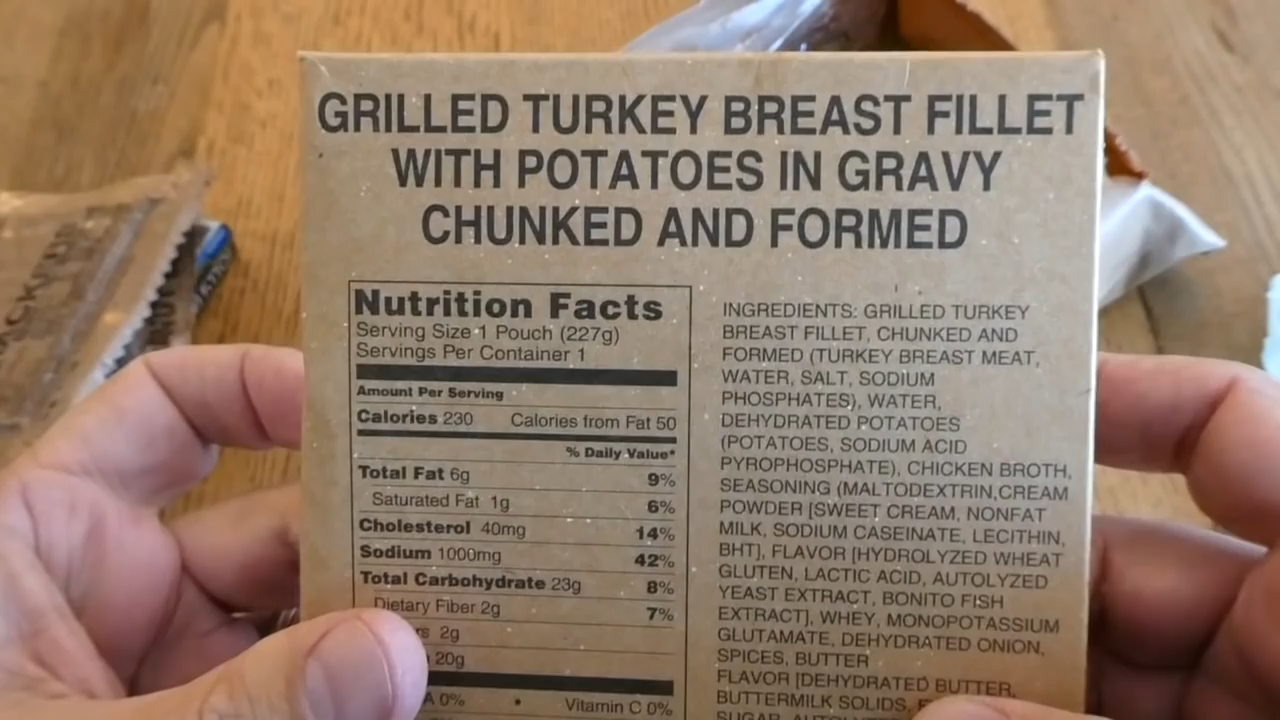 GRILLED TURKEY BREAST FILLET
WITH POTATOES IN GRAVY
CHUNKED AND FORMED
Nutrition Facts
Serving Size 1 Pouch (227g)
Servings Per Container 1
Amount Per Serving
Calories 230 Calories from Fat 50
% Daily Value*
Total Fat 6g 9%
Saturated Fat 1g 6%
Cholesterol 40mg 14%
Sodium 1000mg 42%
Total Carbohydrate 23g 8%
Dietary Fiber 2g 7%
2g
20g
A 0% • Vitamin C 0%
INGREDIENTS: GRILLED TURKEY
BREAST FILLET, CHUNKED AND
FORMED (TURKEY BREAST MEAT,
WATER, SALT, SODIUM
PHOSPHATES), WATER,
DEHYDRATED POTATOES
(POTATOES, SODIUM ACID
PYROPHOSPHATE), CHICKEN BROTH,
SEASONING (MALTODEXTRIN,CREAM
POWDER [SWEET CREAM, NONFAT
MILK, SODIUM CASEINATE, LECITHIN,
BHT], FLAVOR [HYDROLYZED WHEAT
GLUTEN, LACTIC ACID, AUTOLYZED
YEAST EXTRACT, BONITO FISH
EXTRACT], WHEY, MONOPOTASSIUM
GLUTAMATE, DEHYDRATED ONION,
SPICES, BUTTER
FLAVOR [DEHYDRATED BUTTER,
BUTTERMILK SOLIDS,
SUGAR,